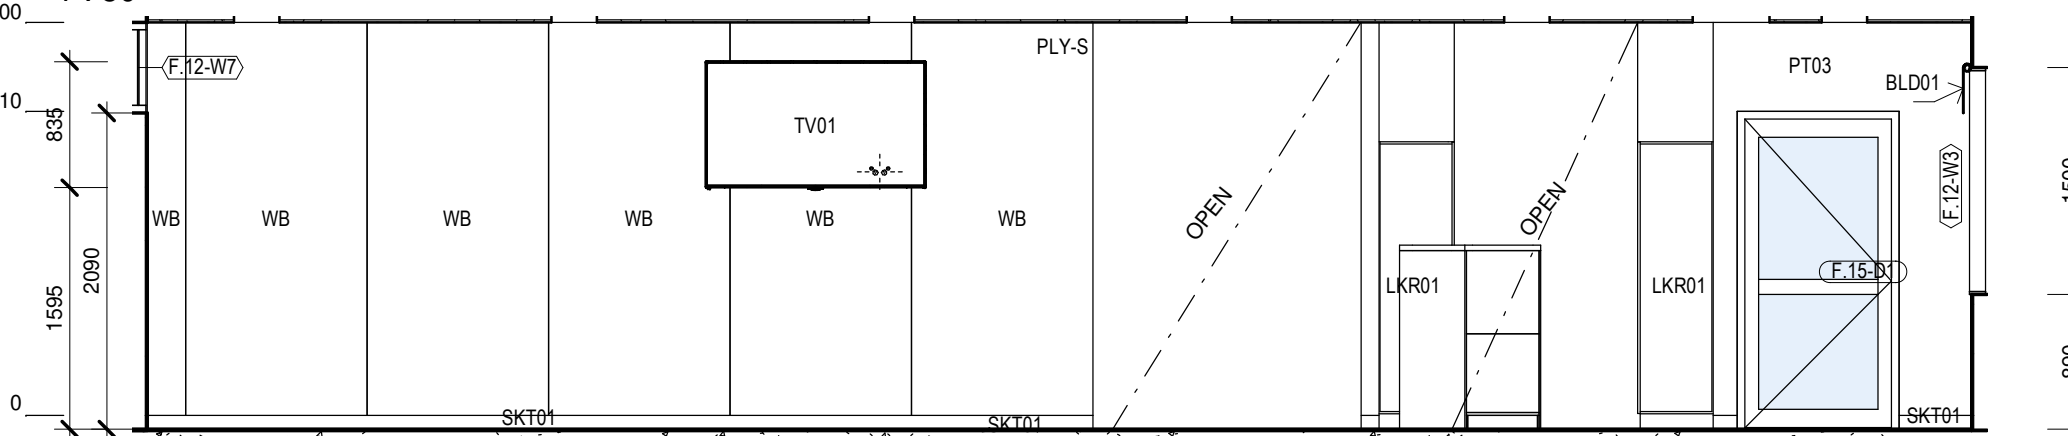 00
PLY-S
F.12-W7
PT03
BLD01
10
835
TV01
F.12-W3
WB
WB
WB
WB
WB
WB
OPEN
OPEN
2090
1595
LKR01
LKR01
F.15-D1
0
SKT01
SKT01
SKT01